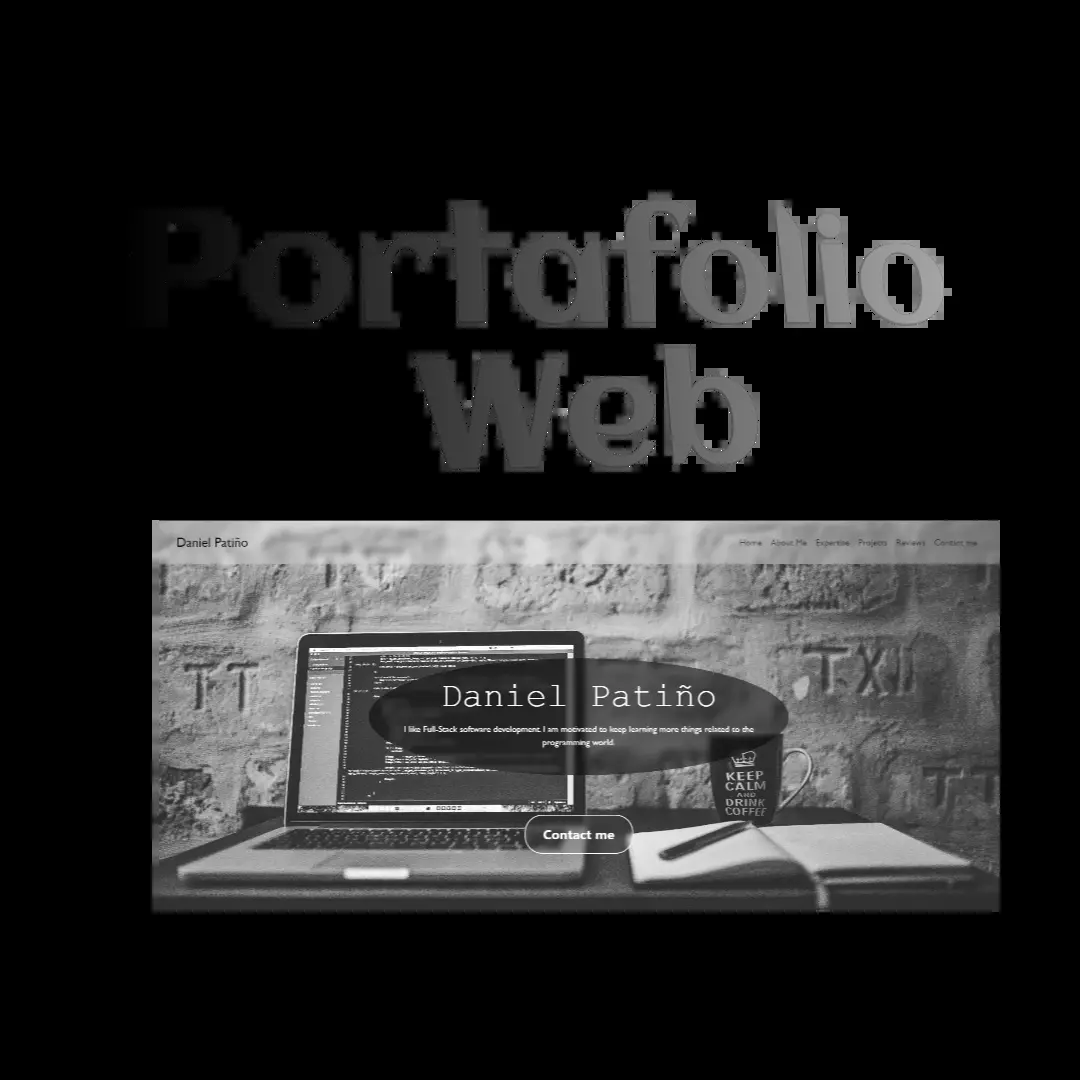 Portafolio
Web
Daniel Patiño
Home About Me Expertise Projects Reviews Contact me
TT
TXII
Daniel Patiño
I like Full-Stack software development. I am motivated to keep learning more things related to the
programming world.
KEEP
CALM
AND
DRINK
COFFEE
Contact me